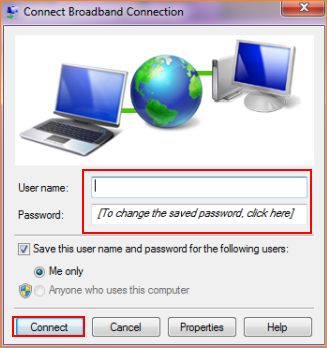 Connect Broadband Connection
User name:
Password: [To change the saved password, click here]
Save this user name and password for the following users:
Me only
Anyone who uses this computer
Connect Cancel Properties Help